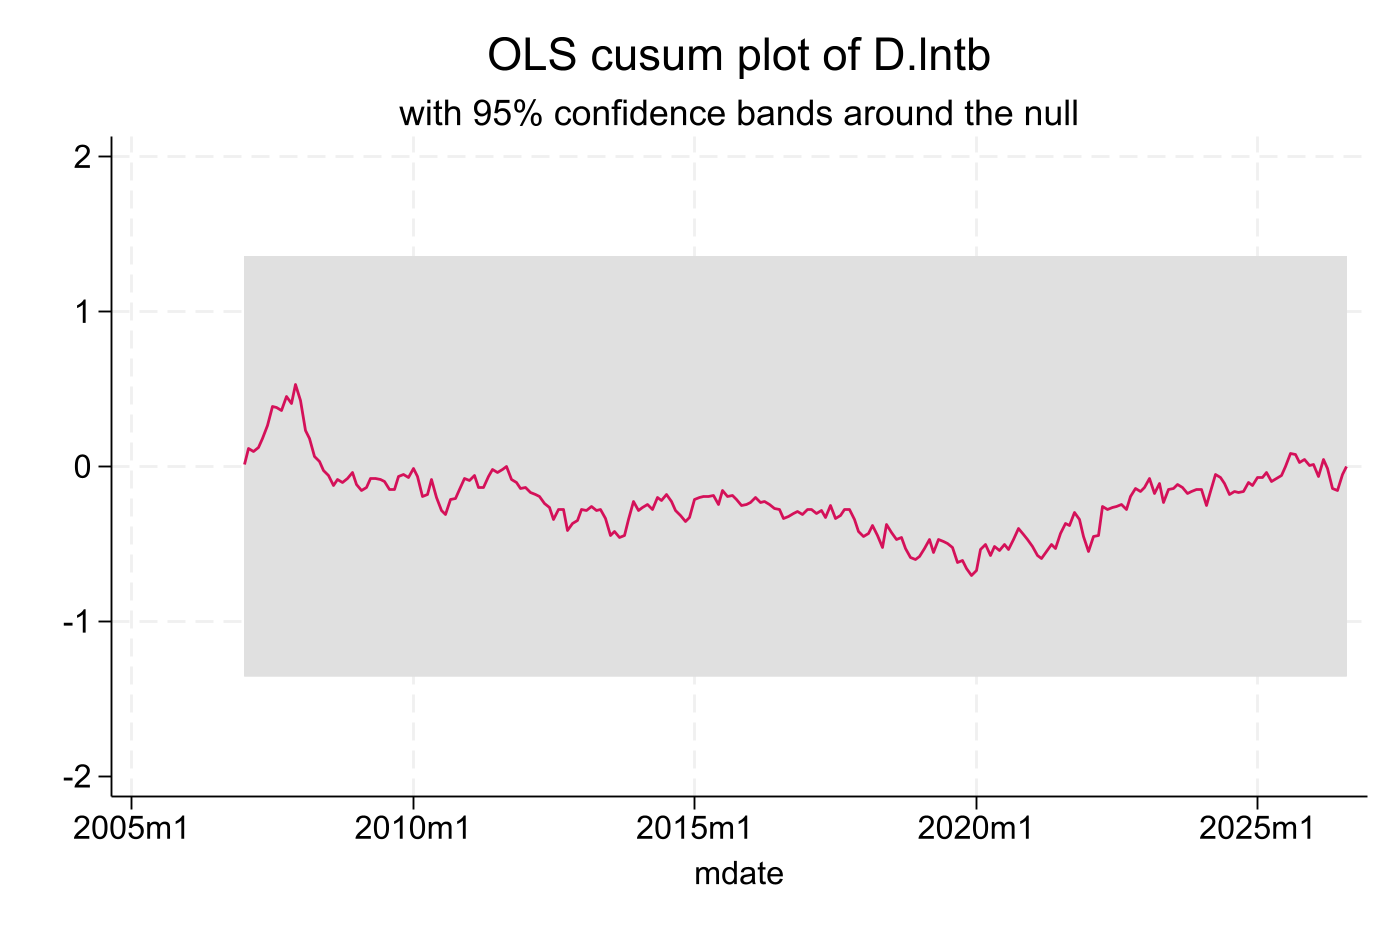 OLS cusum plot of D.lntb
with 95% confidence bands around the null
2
1
0
-1
-2
2005m1 2010m1 2015m1 2020m1 2025m1
mdate